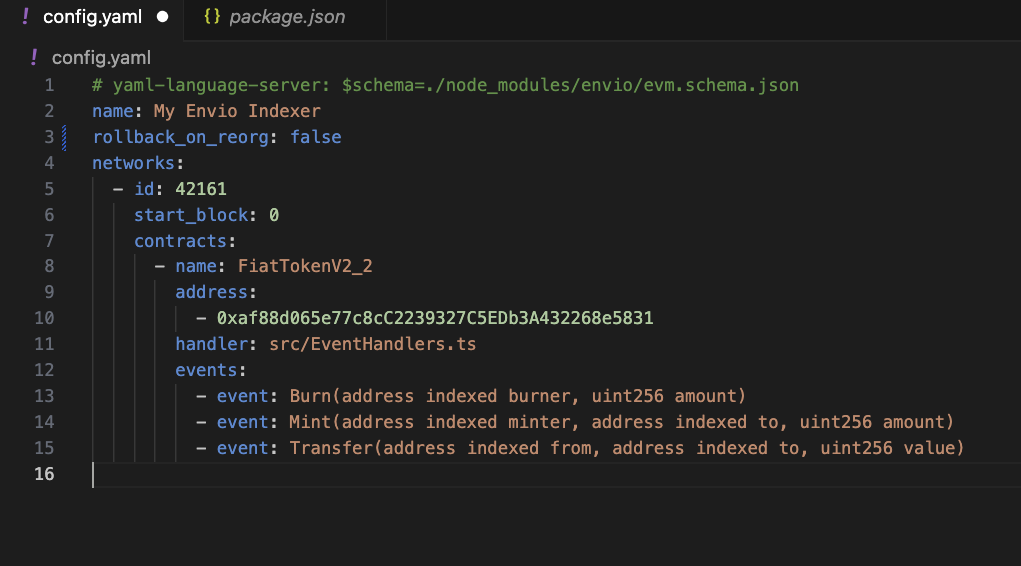 ! config.yaml ● {} package.json
! config.yaml
1 # yaml-language-server: $schema=./node_modules/envio/evm.schema.json
2 name: My Envio Indexer
3 rollback_on_reorg: false
4 networks:
5   - id: 42161
6     start_block: 0
7     contracts:
8       - name: FiatTokenV2_2
9         address:
10           - 0xaf88d065e77c8cC2239327C5EDb3A432268e5831
11         handler: src/EventHandlers.ts
12         events:
13           - event: Burn(address indexed burner, uint256 amount)
14           - event: Mint(address indexed minter, address indexed to, uint256 amount)
15           - event: Transfer(address indexed from, address indexed to, uint256 value)
16